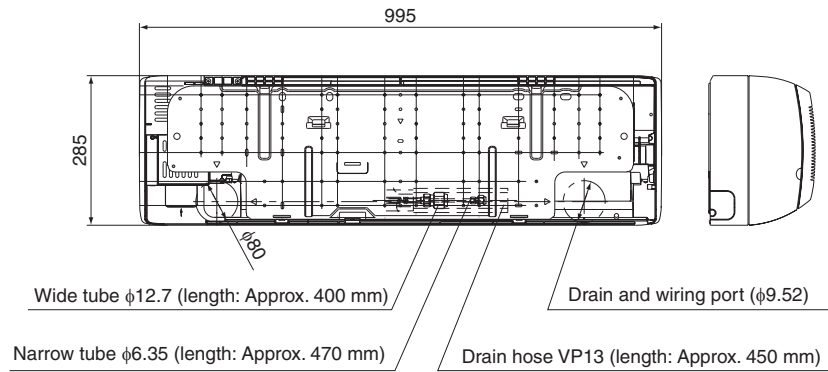 995
285
ϕ80
Wide tube ϕ12.7 (length: Approx. 400 mm)
Drain and wiring port (ϕ9.52)
Narrow tube ϕ6.35 (length: Approx. 470 mm)
Drain hose VP13 (length: Approx. 450 mm)